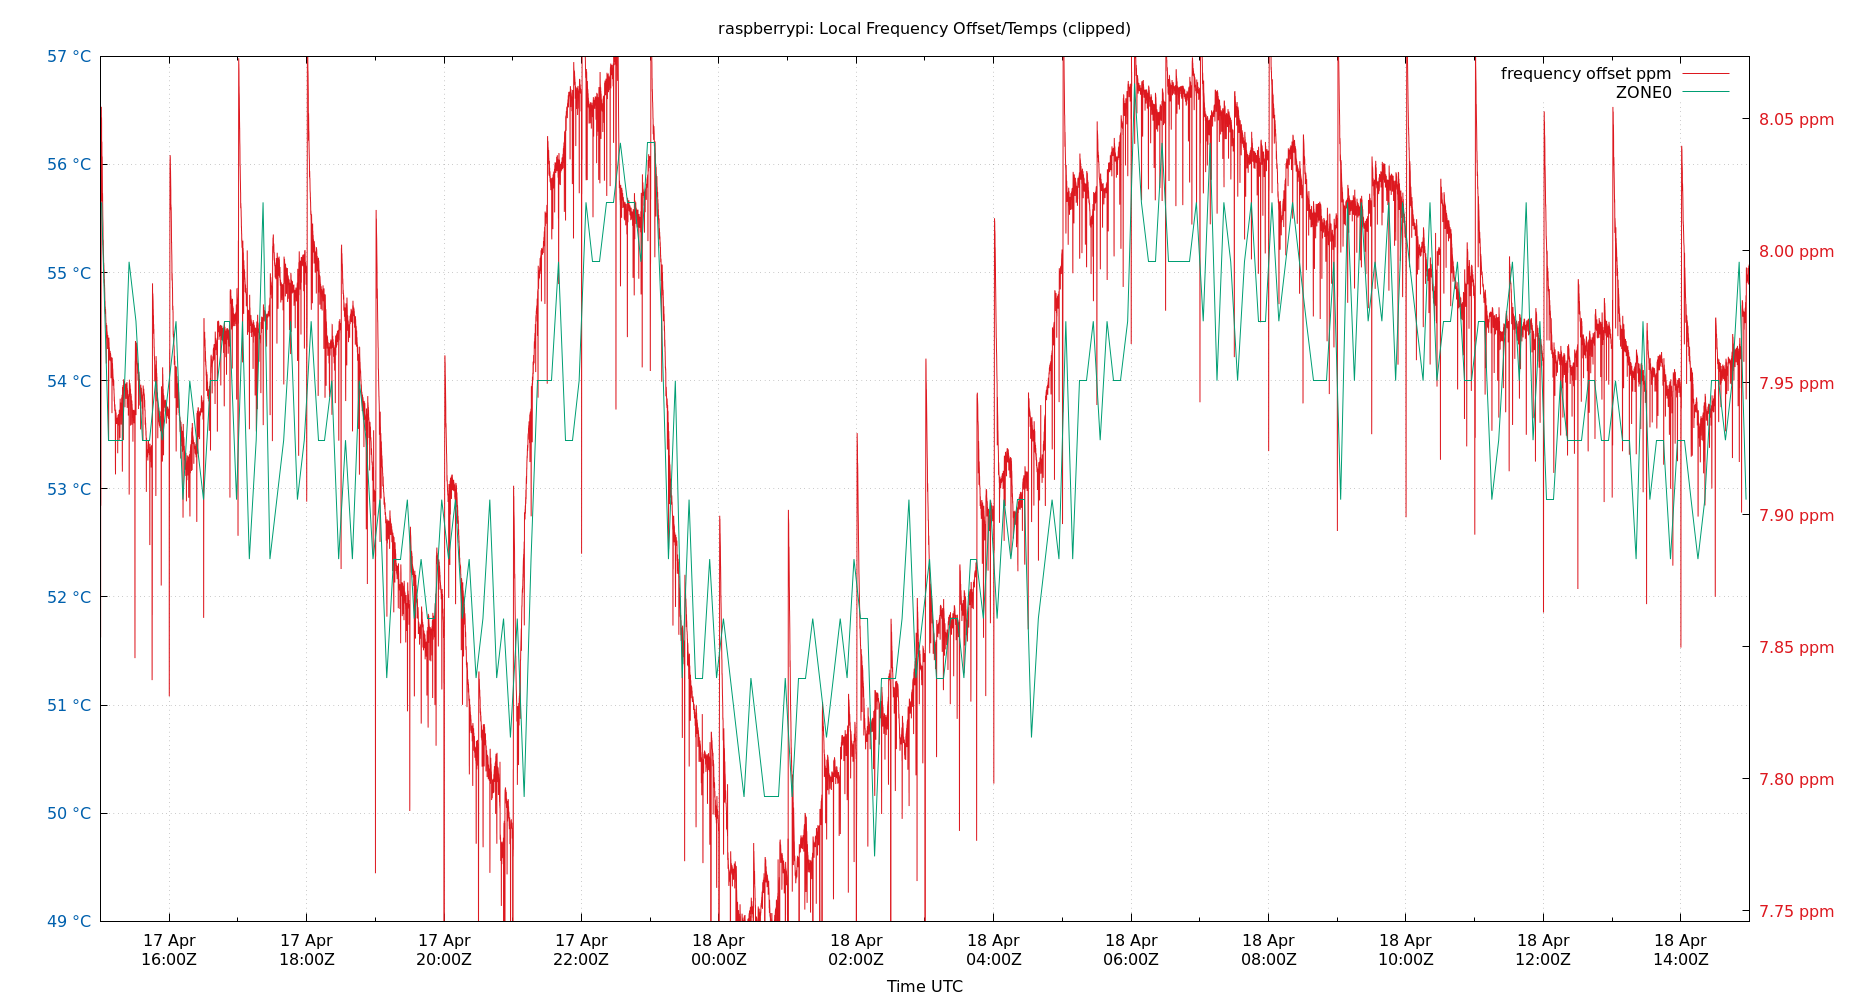 raspberrypi: Local Frequency Offset/Temps (clipped)
frequency offset ppm
ZONE0
57 °C
56 °C
55 °C
54 °C
53 °C
52 °C
51 °C
50 °C
49 °C
8.05 ppm
8.00 ppm
7.95 ppm
7.90 ppm
7.85 ppm
7.80 ppm
7.75 ppm
17 Apr
16:00Z
17 Apr
18:00Z
17 Apr
20:00Z
17 Apr
22:00Z
18 Apr
00:00Z
18 Apr
02:00Z
18 Apr
04:00Z
18 Apr
06:00Z
18 Apr
08:00Z
18 Apr
10:00Z
18 Apr
12:00Z
18 Apr
14:00Z
Time UTC